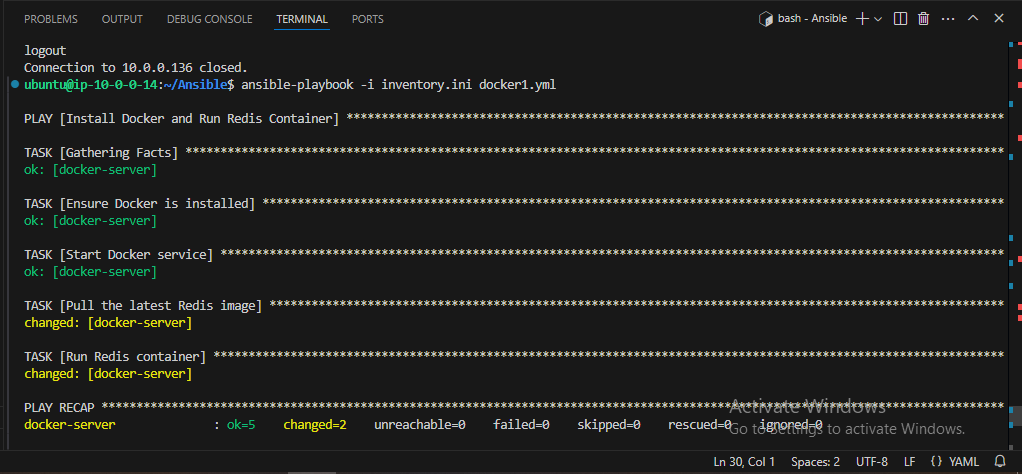 PROBLEMS OUTPUT DEBUG CONSOLE TERMINAL PORTS bash - Ansible
logout
Connection to 10.0.0.136 closed.
ubuntu@ip-10-0-0-14:~/Ansible$ ansible-playbook -i inventory.ini docker1.yml
PLAY [Install Docker and Run Redis Container] **********************************************************************************************
TASK [Gathering Facts] *********************************************************************************************************************
ok: [docker-server]
TASK [Ensure Docker is installed] **********************************************************************************************************
ok: [docker-server]
TASK [Start Docker service] ****************************************************************************************************************
ok: [docker-server]
TASK [Pull the latest Redis image] *********************************************************************************************************
changed: [docker-server]
TASK [Run Redis container] *****************************************************************************************************************
changed: [docker-server]
PLAY RECAP *********************************************************************************************************************************
docker-server : ok=5 changed=2 unreachable=0 failed=0 skipped=0 rescued=0 ignored=0
Activate Windows
Go to Settings to activate Windows.
Ln 30, Col 1 Spaces: 2 UTF-8 LF {} YAML